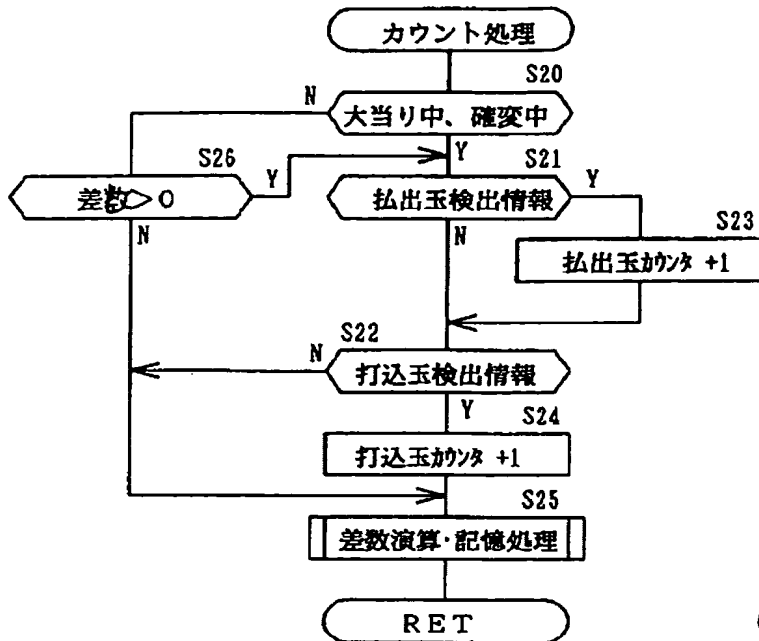 カウント処理
S20
N
大当り中、確変中
S26
Y
Y
S21
差数>0
払出玉検出情報
Y
N
N
S23
払出玉ｶｳﾝﾀ +1
S22
N
打込玉検出情報
Y
S24
打込玉ｶｳﾝﾀ +1
S25
差数演算・記憶処理
RET